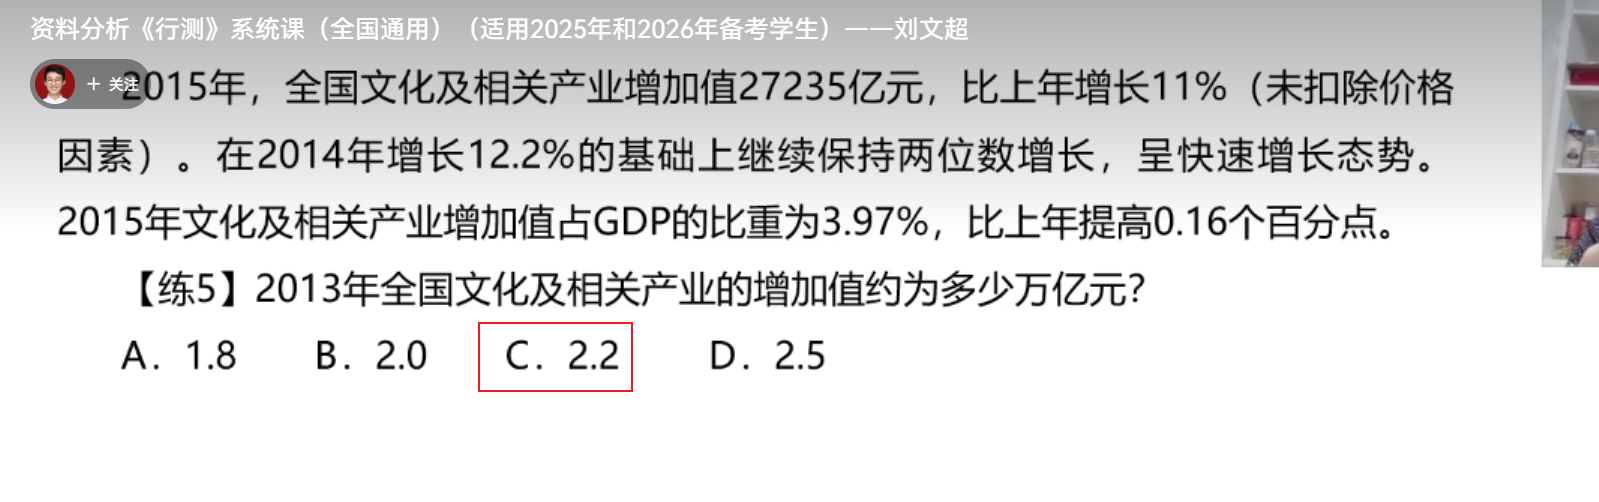 资料分析《行测》系统课（全国通用）（适用2025年和2026年备考学生）——刘文超
+ 关注
2015年，全国文化及相关产业增加值27235亿元，比上年增长11%（未扣除价格
因素）。在2014年增长12.2%的基础上继续保持两位数增长，呈快速增长态势。
2015年文化及相关产业增加值占GDP的比重为3.97%，比上年提高0.16个百分点。
【练5】2013年全国文化及相关产业的增加值约为多少万亿元？
A．1.8 B．2.0 C．2.2 D．2.5